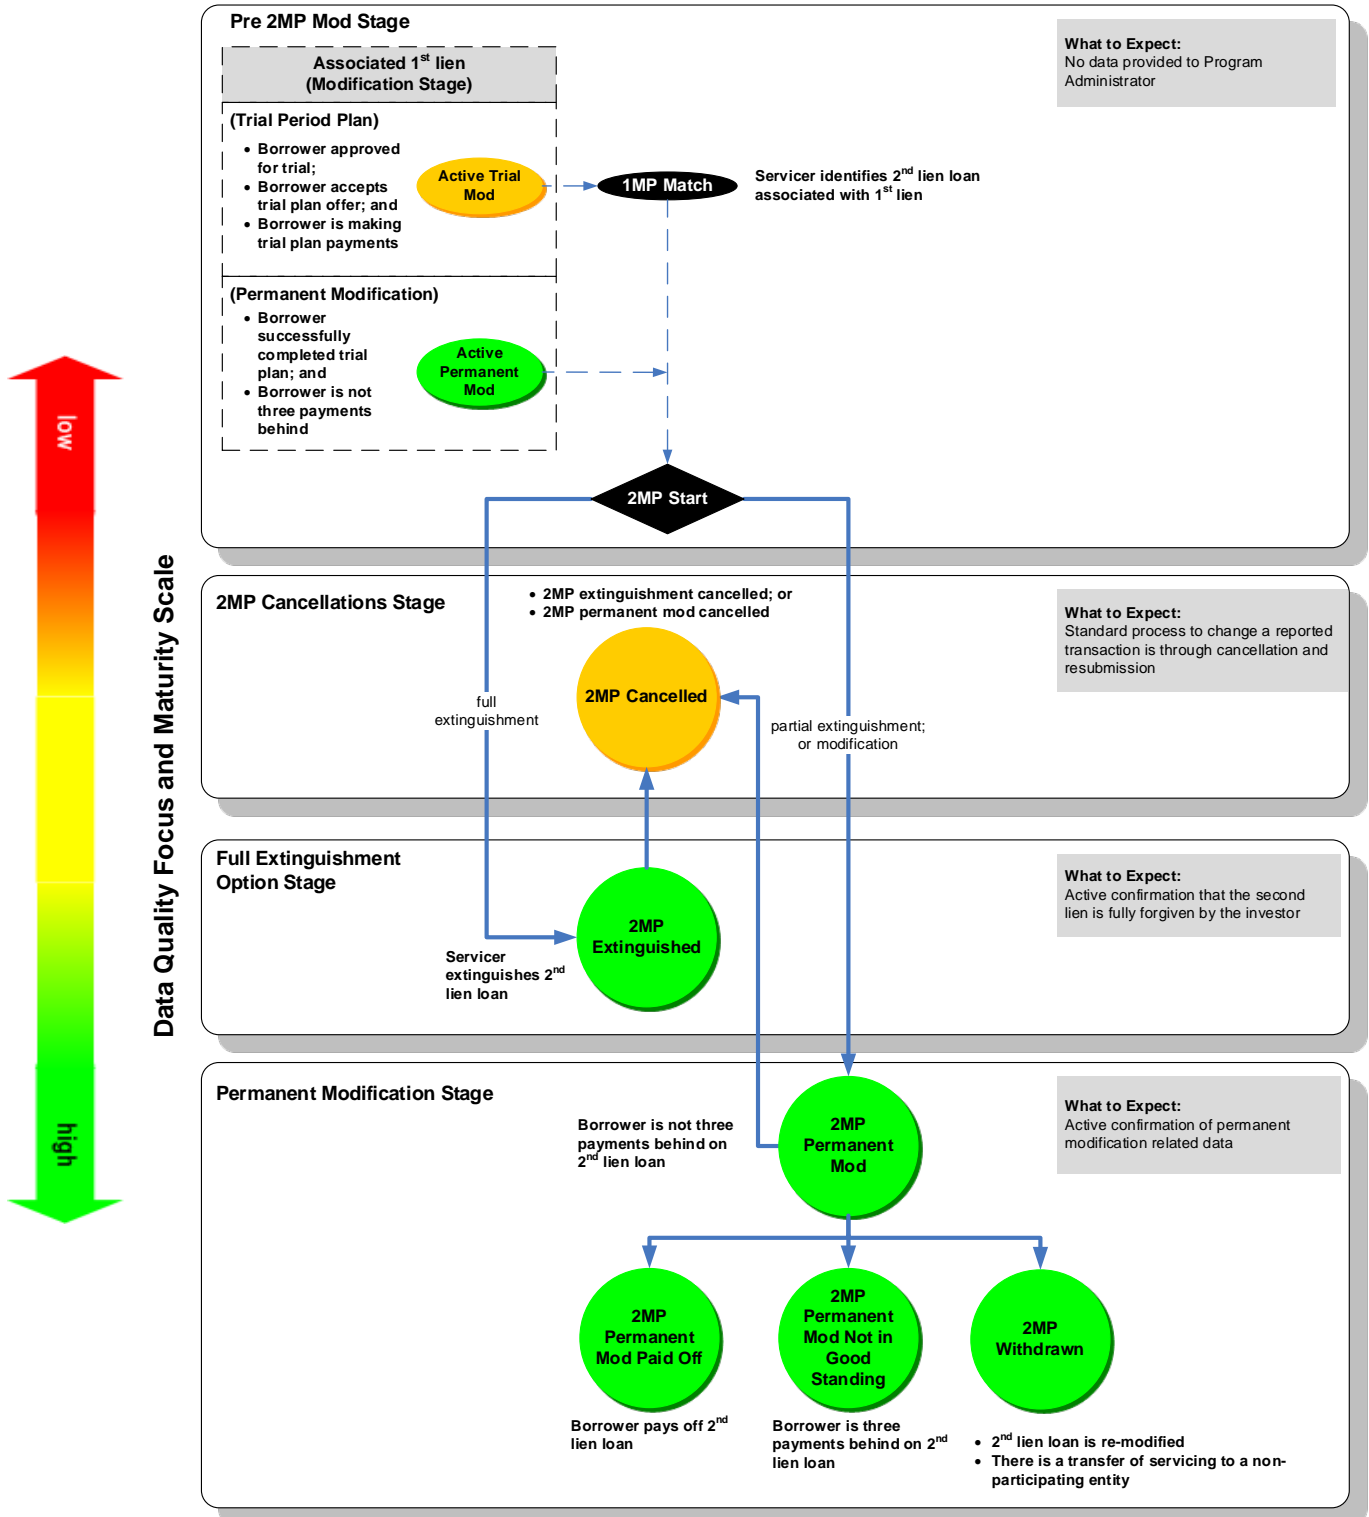 Pre 2MP Mod Stage
What to Expect:
No data provided to Program
Administrator
Associated 1st lien
(Modification Stage)
(Trial Period Plan)
• Borrower approved
for trial;
• Borrower accepts
trial plan offer; and
• Borrower is making
trial plan payments
Active Trial
Mod
1MP Match
Servicer identifies 2nd lien loan
associated with 1st lien
(Permanent Modification)
• Borrower
successfully
completed trial
plan; and
• Borrower is not
three payments
behind
Active
Permanent
Mod
2MP Start
low
Data Quality Focus and Maturity Scale
high
2MP Cancellations Stage
• 2MP extinguishment cancelled; or
• 2MP permanent mod cancelled
What to Expect:
Standard process to change a reported
transaction is through cancellation and
resubmission
2MP Cancelled
full
extinguishment
partial extinguishment;
or modification
Full Extinguishment
Option Stage
What to Expect:
Active confirmation that the second
lien is fully forgiven by the investor
2MP
Extinguished
Servicer
extinguishes 2nd
lien loan
Permanent Modification Stage
What to Expect:
Active confirmation of permanent
modification related data
Borrower is not three
payments behind on
2nd lien loan
2MP
Permanent
Mod
2MP
Permanent
Mod Paid Off
2MP
Permanent
Mod Not in
Good
Standing
2MP
Withdrawn
Borrower pays off 2nd
lien loan
Borrower is three
payments behind on 2nd
lien loan
• 2nd lien loan is re-modified
• There is a transfer of servicing to a non-
participating entity